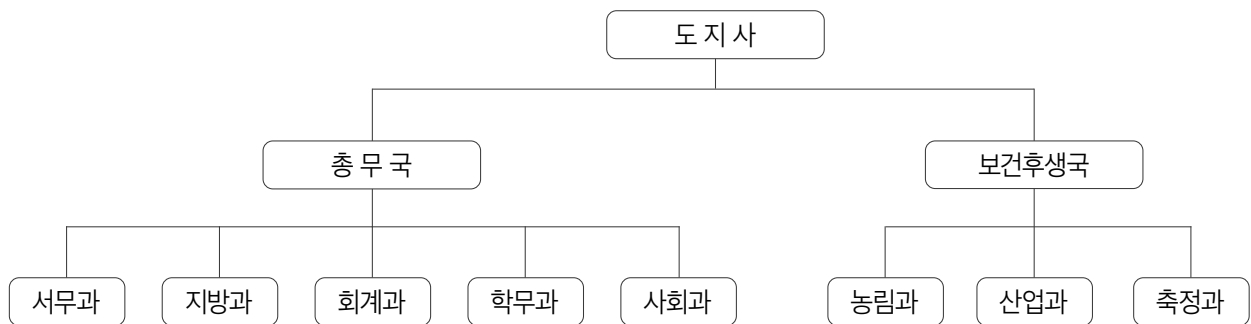 도 지 사
총 무 국
보건후생국
서무과
지방과
회계과
학무과
사회과
농림과
산업과
축정과